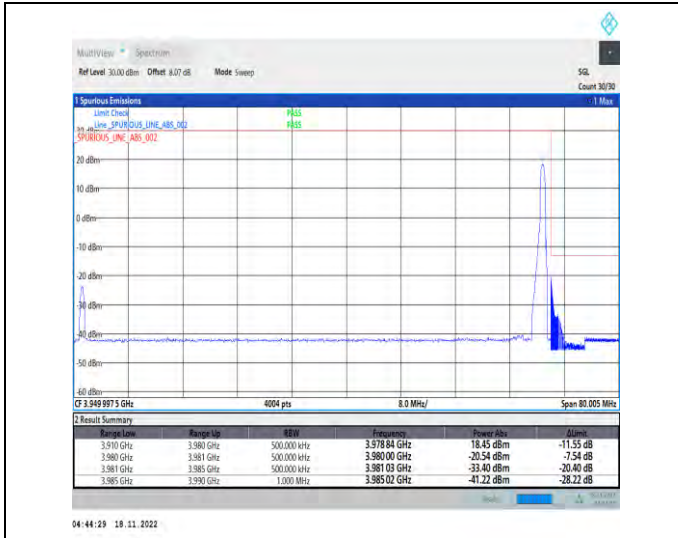 MultiView Spectrum
Ref Level 30.00 dBm Offset 8.07 dB Mode Sweep SGL
Count 30/30
1 Spurious Emissions 1 Max
Limit Check PASS
Line _SPURIOUS_LINE_ABS_002 PASS
30 dBm
_SPURIOUS_LINE_ABS_002
20 dBm
10 dBm
0 dBm
-10 dBm
-20 dBm
-30 dBm
-40 dBm
-50 dBm
-60 dBm
CF 3.949 997 5 GHz 4004 pts 8.0 MHz/ Span 80.005 MHz
2 Result Summary
Range Low Range Up RBW Frequency Power Abs ΔLimit
3.910 GHz 3.980 GHz 500.000 kHz 3.978 84 GHz 18.45 dBm -11.55 dB
3.980 GHz 3.981 GHz 500.000 kHz 3.980 00 GHz -20.54 dBm -7.54 dB
3.981 GHz 3.985 GHz 500.000 kHz 3.981 03 GHz -33.40 dBm -20.40 dB
3.985 GHz 3.990 GHz 1.000 MHz 3.985 02 GHz -41.22 dBm -28.22 dB
04:44:29 18.11.2022